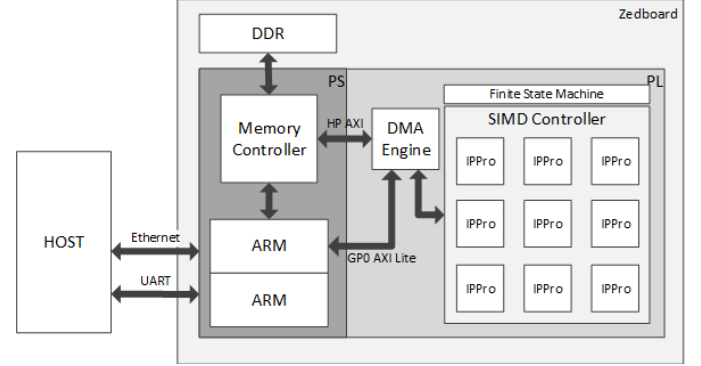 Zedboard
DDR
PS
PL
Finite State Machine
SIMD Controller
Memory
Controller
HP AXI
DMA
Engine
IPPro
IPPro
IPPro
IPPro
IPPro
IPPro
IPPro
IPPro
IPPro
HOST
Ethernet
UART
ARM
ARM
GP0 AXI Lite